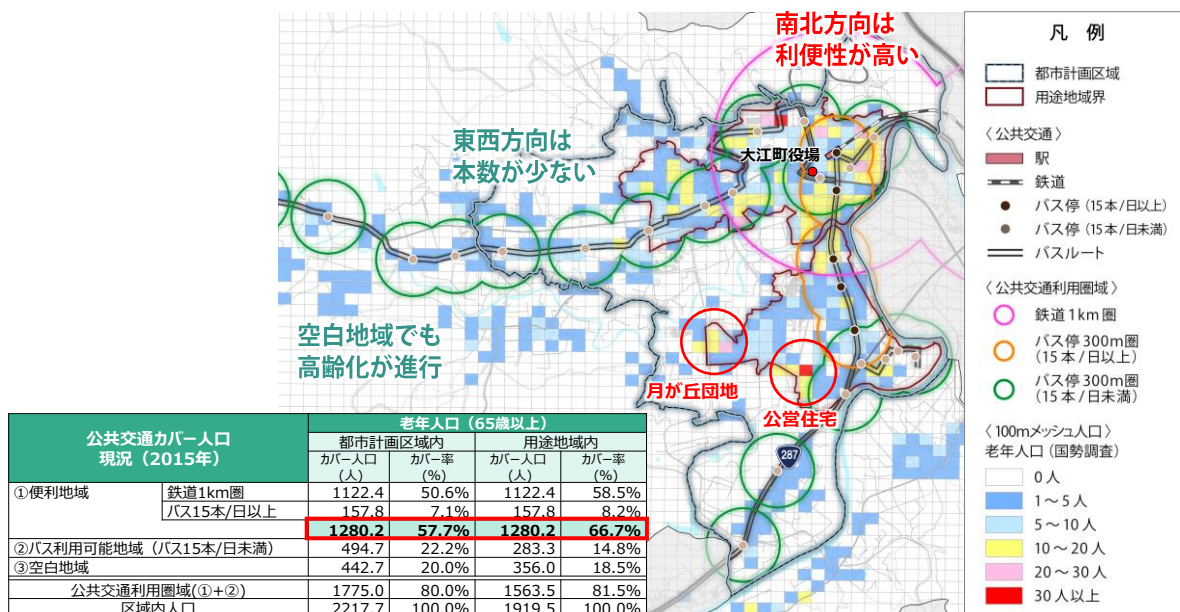 南北方向は
利便性が高い
東西方向は
本数が少ない
大江町役場
空白地域でも
高齢化が進行
月が丘団地
公営住宅
287
凡 例
都市計画区域
用途地域界
〈公共交通〉
駅
鉄道
バス停（15本/日以上）
バス停（15本/日未満）
バスルート
〈公共交通利用圏域〉
鉄道1km圏
バス停300m圏
（15本/日以上）
バス停300m圏
（15本/日未満）
〈100mメッシュ人口〉
老年人口（国勢調査）
0人
1～5人
5～10人
10～20人
20～30人
30人以上
公共交通カバー人口
現況（2015年）
老年人口（65歳以上）
都市計画区域内 用途地域内
カバー人口（人） カバー率（%） カバー人口（人） カバー率（%）
①便利地域 鉄道1km圏 1122.4 50.6% 1122.4 58.5%
バス15本/日以上 157.8 7.1% 157.8 8.2%
1280.2 57.7% 1280.2 66.7%
②バス利用可能地域（バス15本/日未満） 494.7 22.2% 283.3 14.8%
③空白地域 442.7 20.0% 356.0 18.5%
公共交通利用圏域(①+②) 1775.0 80.0% 1563.5 81.5%
区域内人口 2217.7 100.0% 1919.5 100.0%